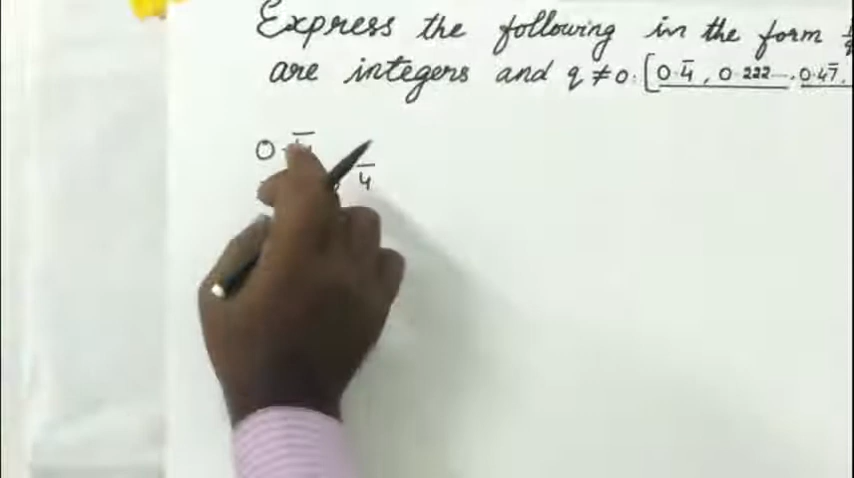 Express the following in the form
are integers and q ≠ 0. [0.4̅, 0.222---, 0.47̅,
0.
4̅